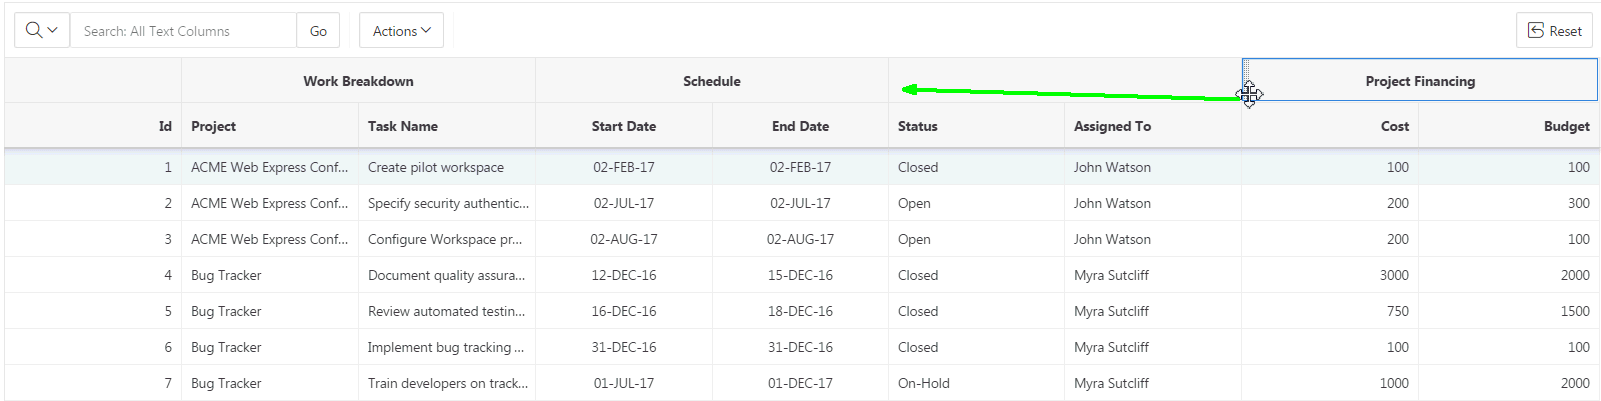 Search: All Text Columns Go Actions Reset
Work Breakdown Schedule Project Financing
Id Project Task Name Start Date End Date Status Assigned To Cost Budget
1 ACME Web Express Conf... Create pilot workspace 02-FEB-17 02-FEB-17 Closed John Watson 100 100
2 ACME Web Express Conf... Specify security authentic... 02-JUL-17 02-JUL-17 Open John Watson 200 300
3 ACME Web Express Conf... Configure Workspace pr... 02-AUG-17 02-AUG-17 Open John Watson 200 100
4 Bug Tracker Document quality assura... 12-DEC-16 15-DEC-16 Closed Myra Sutcliff 3000 2000
5 Bug Tracker Review automated testin... 16-DEC-16 18-DEC-16 Closed Myra Sutcliff 750 1500
6 Bug Tracker Implement bug tracking ... 31-DEC-16 31-DEC-16 Closed Myra Sutcliff 100 100
7 Bug Tracker Train developers on track... 01-JUL-17 01-DEC-17 On-Hold Myra Sutcliff 1000 2000